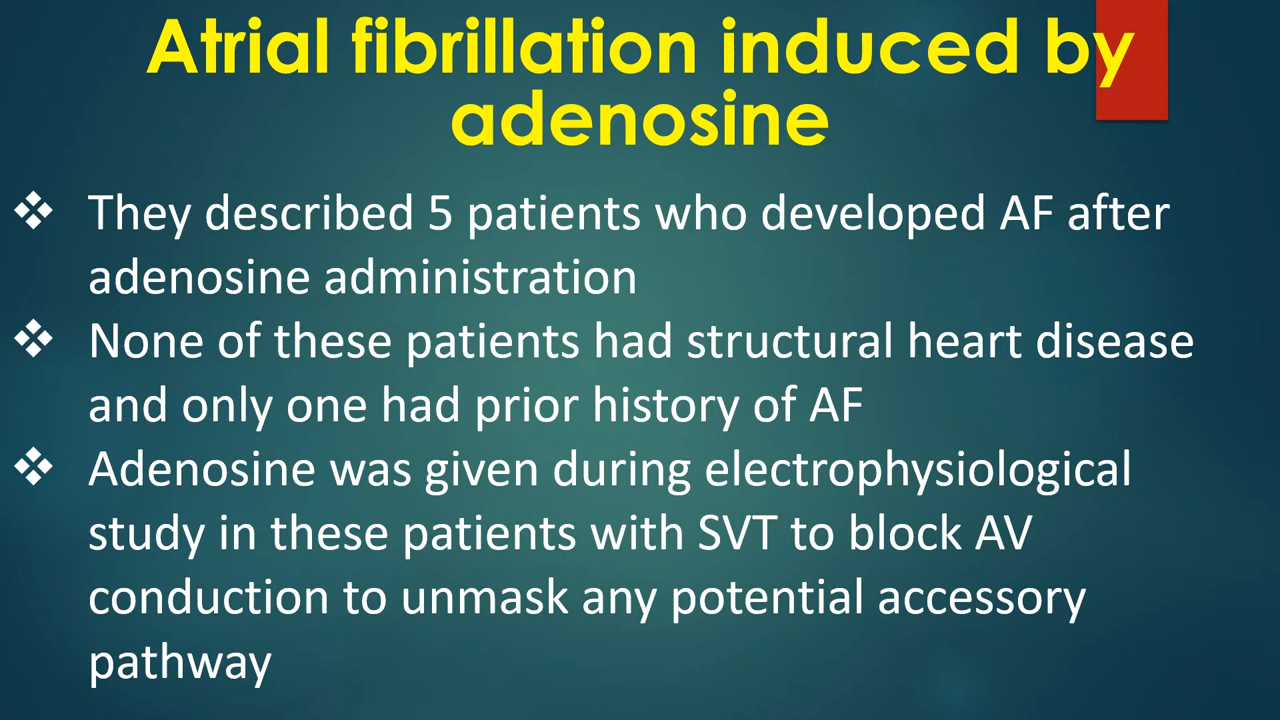 Atrial fibrillation induced by
adenosine
❖ They described 5 patients who developed AF after
adenosine administration
❖ None of these patients had structural heart disease
and only one had prior history of AF
❖ Adenosine was given during electrophysiological
study in these patients with SVT to block AV
conduction to unmask any potential accessory
pathway